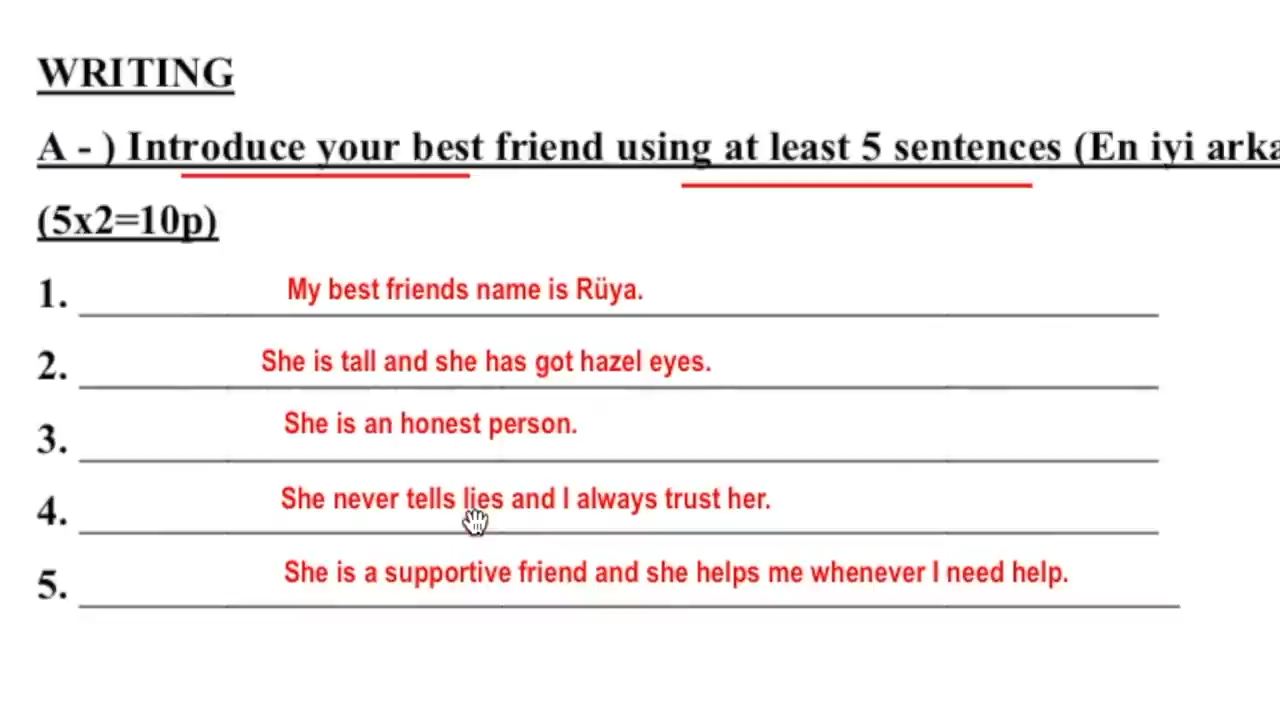 WRITING
A - ) Introduce your best friend using at least 5 sentences (En iyi arka
(5x2=10p)
1. My best friends name is Rüya.
2. She is tall and she has got hazel eyes.
3. She is an honest person.
4. She never tells lies and I always trust her.
5. She is a supportive friend and she helps me whenever I need help.